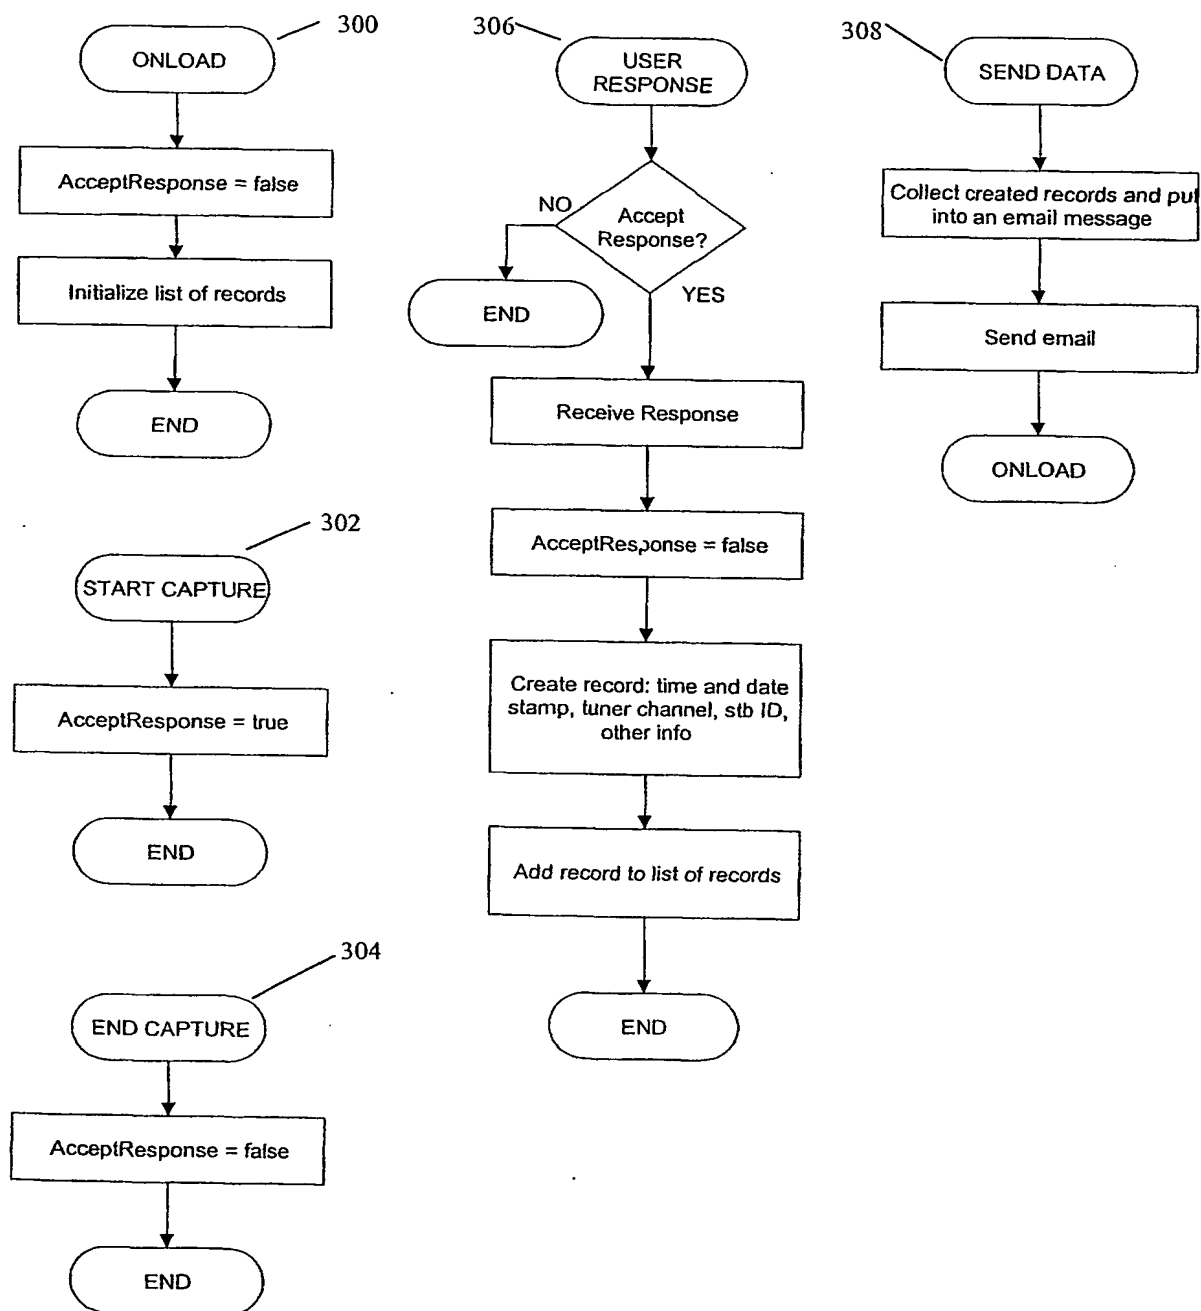 300
ONLOAD
AcceptResponse = false
Initialize list of records
END
302
START CAPTURE
AcceptResponse = true
END
304
END CAPTURE
AcceptResponse = false
END
306
USER
RESPONSE
Accept
Response?
NO
END
YES
Receive Response
AcceptResponse = false
Create record: time and date
stamp, tuner channel, stb ID,
other info
Add record to list of records
END
308
SEND DATA
Collect created records and put
into an email message
Send email
ONLOAD